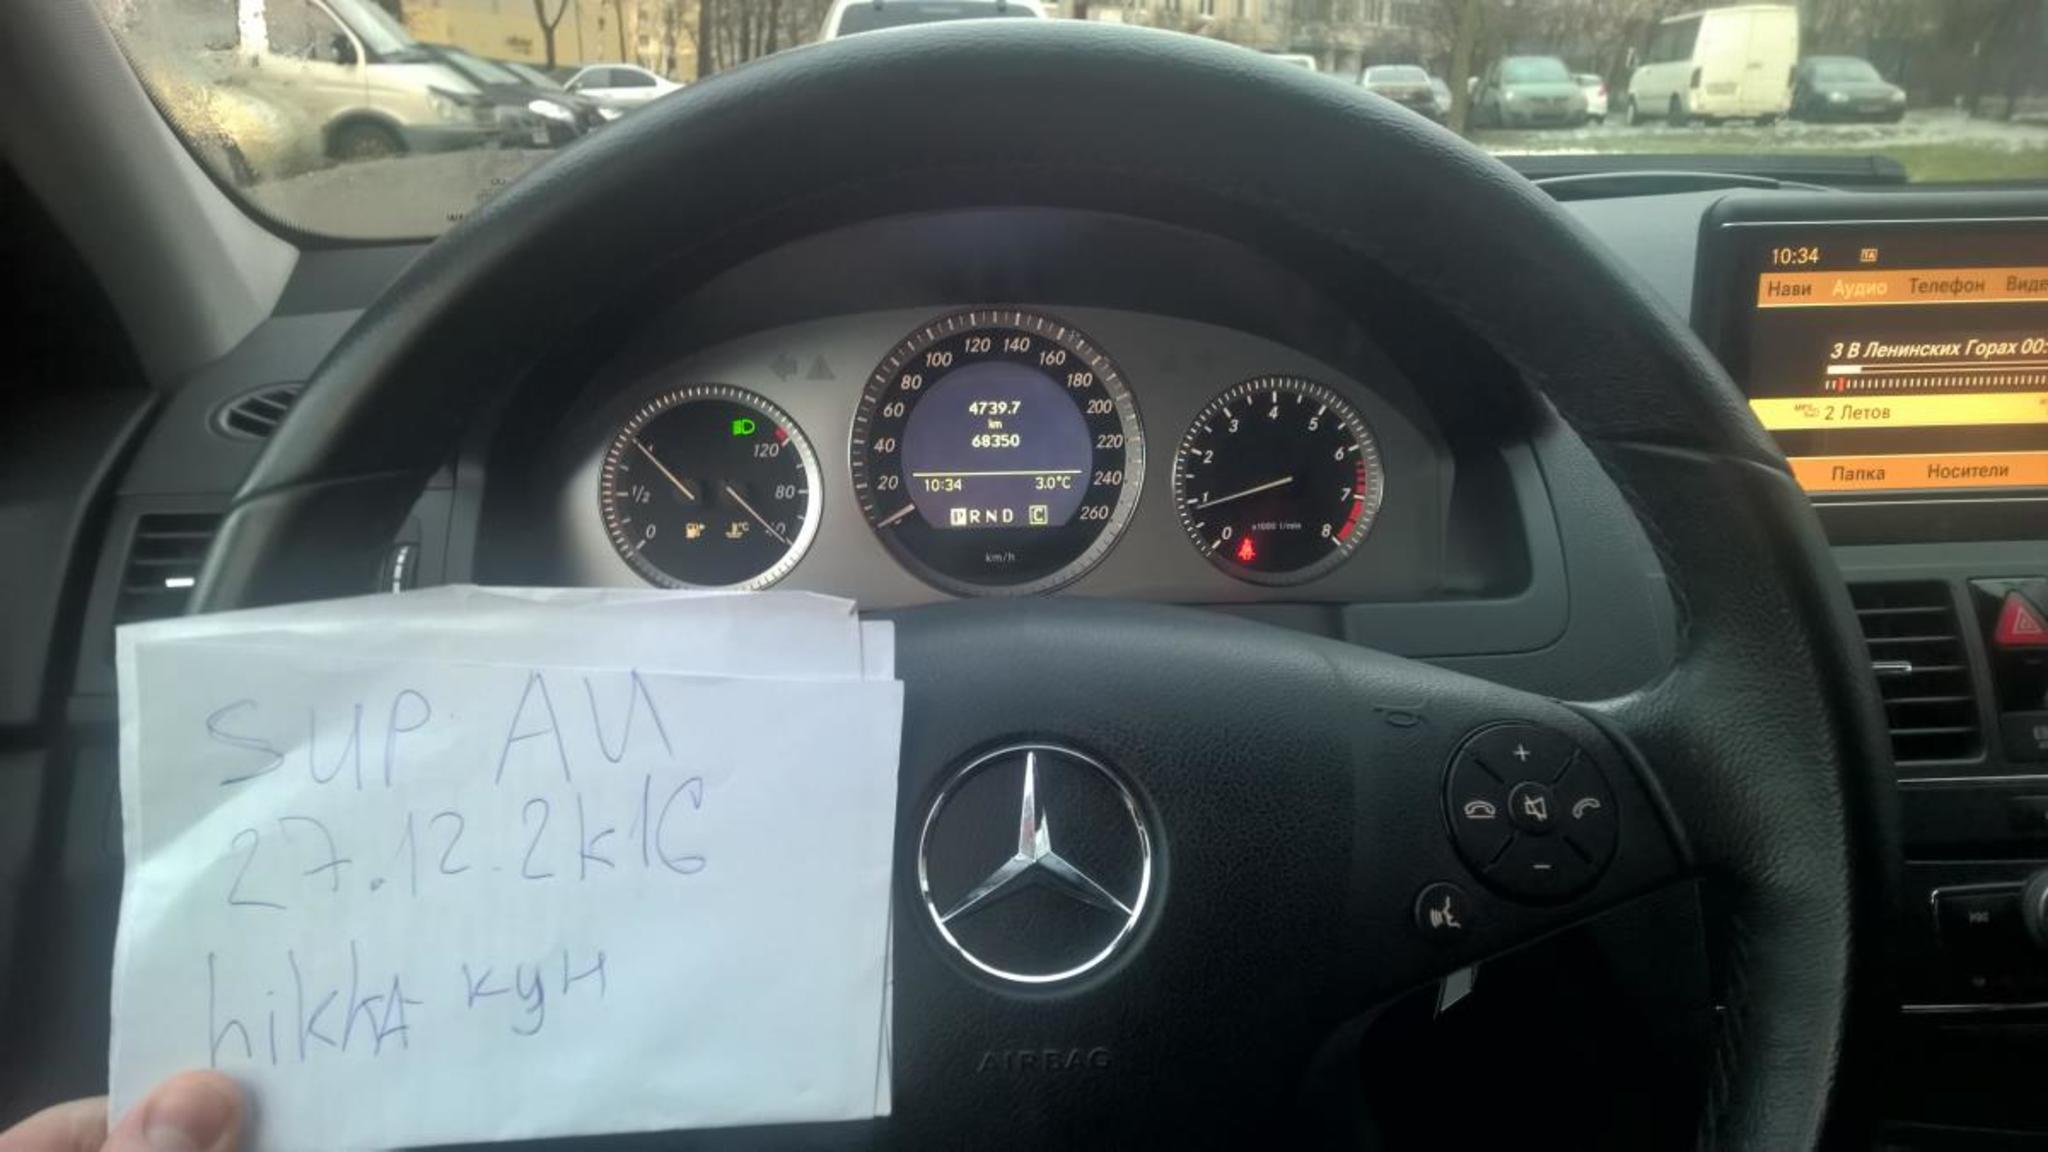 SUP AU
27.12.2k16
hikkA кун
120
80
1/2
0
4739.7
km
68350
10:34 3.0°C
P R N D C
0 20 40 60 80 100 120 140 160 180 200 220 240 260
km/h
0 1 2 3 4 5 6 7 8
x1000 1/min
10:34 TA
Нави Аудио Телефон Виде
3 В Ленинских Горах 00:
2 Летов
Папка Носители
+
−
AIRBAG